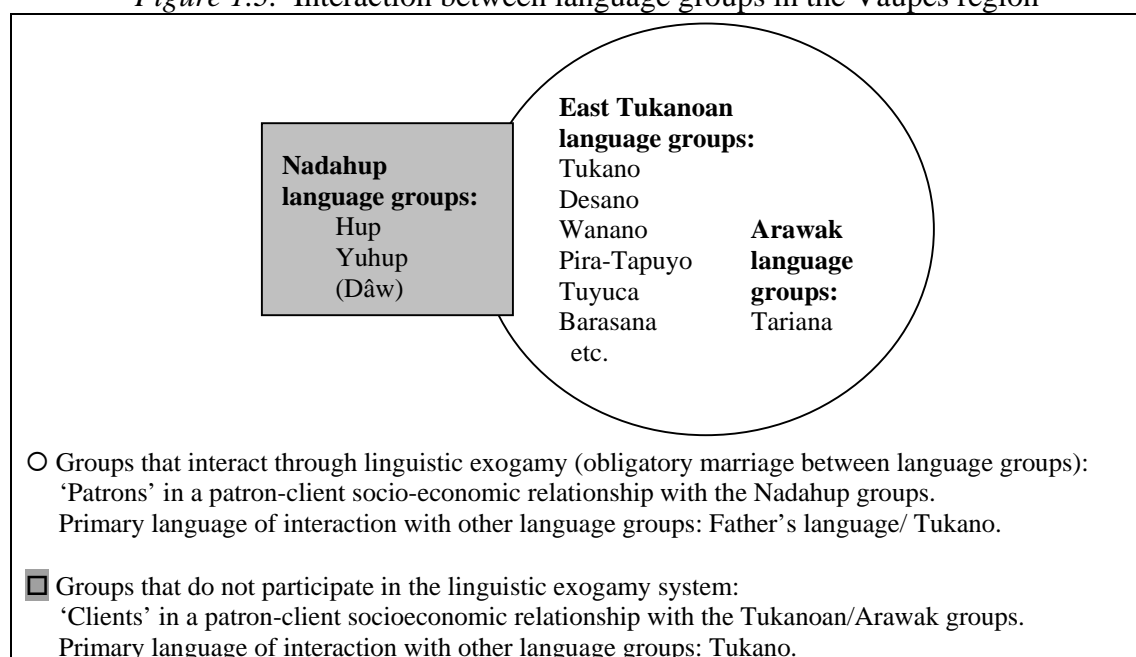 Figure 1.3. Interaction between language groups in the Vaupés region
Nadahup
language groups:
Hup
Yuhup
(Dâw)
East Tukanoan
language groups:
Tukano
Desano
Wanano
Pira-Tapuyo
Tuyuca
Barasana
etc.
Arawak
language
groups:
Tariana
Groups that interact through linguistic exogamy (obligatory marriage between language groups):
‘Patrons’ in a patron-client socio-economic relationship with the Nadahup groups.
Primary language of interaction with other language groups: Father’s language/ Tukano.
Groups that do not participate in the linguistic exogamy system:
‘Clients’ in a patron-client socioeconomic relationship with the Tukanoan/Arawak groups.
Primary language of interaction with other language groups: Tukano.